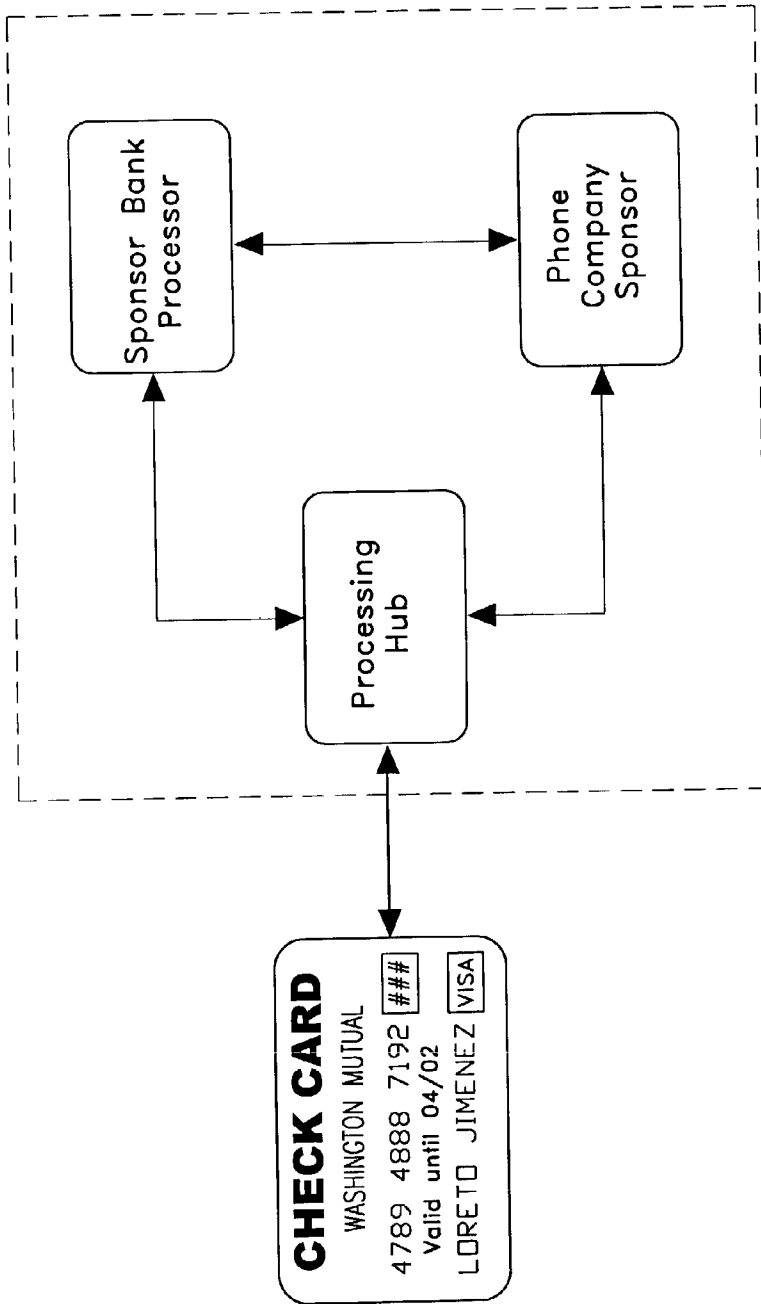 CHECK CARD
WASHINGTON MUTUAL
4789 4888 7192 ###
Valid until 04/02
LORETO JIMENEZ VISA
Processing
Hub
Sponsor Bank
Processor
Phone
Company
Sponsor